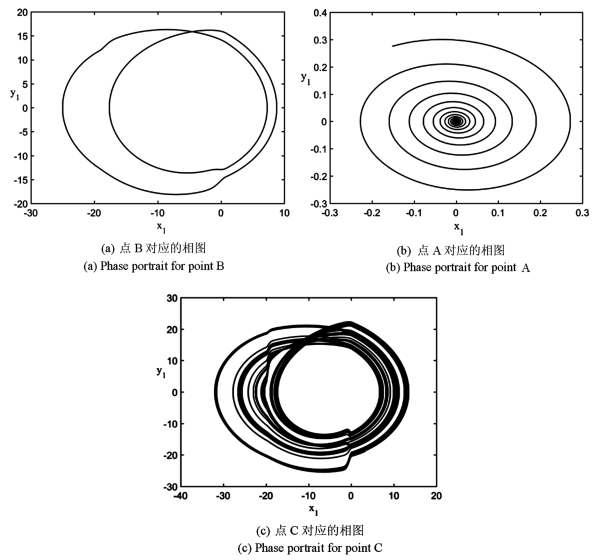 20
15
10
5
y1
0
-5
-10
-15
-20
-30 -20 -10 0 10
x1
(a) 点 B 对应的相图
(a) Phase portrait for point B
0.4
0.3
0.2
y1
0.1
0
-0.1
-0.2
-0.3
-0.3 -0.2 -0.1 0 0.1 0.2 0.3
x1
(b) 点 A 对应的相图
(b) Phase portrait for point A
30
20
10
y1
0
-10
-20
-30
-40 -30 -20 -10 0 10 20
x1
(c) 点 C 对应的相图
(c) Phase portrait for point C